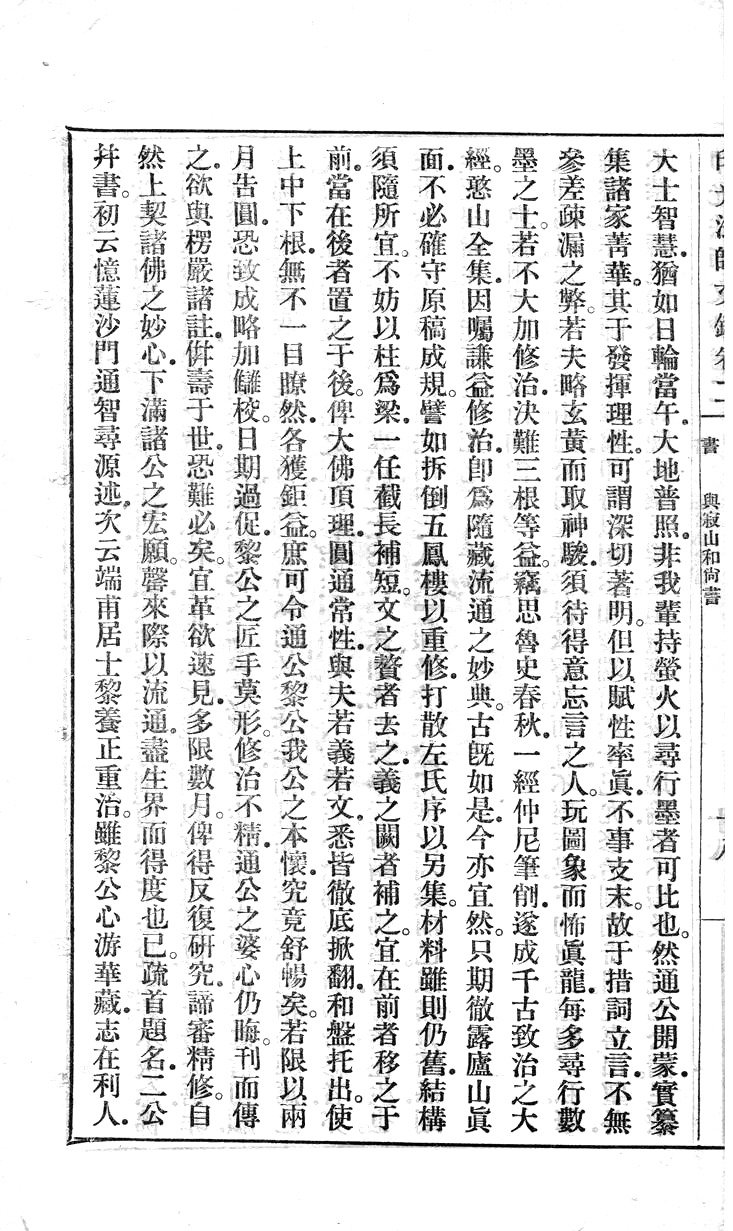 印光法師文鈔卷二　書　與寂山和尙書　十八
大士智慧．猶如日輪當午．大地普照．非我輩持螢火以尋行墨者可比也。然通公開蒙．實纂
集諸家菁華。其于發揮理性．可謂深切著明。但以賦性率眞．不事支末。故于措詞立言．不無
參差疎漏之弊。若夫略玄黃而取神駿．須待得意忘言之人。玩圖象而怖眞龍．每多尋行數
墨之士。若不大加修治．決難三根等益。竊思魯史春秋．一經仲尼筆削．遂成千古致治之大
經。憨山全集．因囑謙益修治．卽爲隨藏流通之妙典。古旣如是．今亦宜然。只期徹露廬山眞
面．不必確守原稿成規。譬如拆倒五鳳樓以重修．打散左氏序以另集。材料雖則仍舊．結構
須隨所宜。不妨以柱爲梁．一任截長補短。文之贅者去之．義之闕者補之。宜在前者移之于
前．當在後者置之于後。俾大佛頂理．圓通常性．與夫若義若文．悉皆徹底掀翻．和盤托出。使
上中下根．無不一目瞭然．各獲鉅益。庶可令通公黎公我公之本懷．究竟舒暢矣。若限以兩
月告圓．恐致成略加讎校。日期過促．黎公之匠手莫形。修治不精．通公之婆心仍晦。刊而傳
之．欲與楞嚴諸註．倂壽于世．恐難必矣。宜革欲速見．多限數月。俾得反復硏究．諦審精修。自
然上契諸佛之妙心．下滿諸公之宏願。罄來際以流通．盡生界而得度也已。疏首題名．二公
幷書。初云憶蓮沙門通智尋源述．次云端甫居士黎養正重治。雖黎公心游華藏．志在利人．